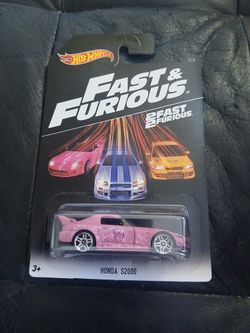 HOT WHEELS
FAST &
FURIOUS
2 FAST
2 FURIOUS
3+
HONDA S2000